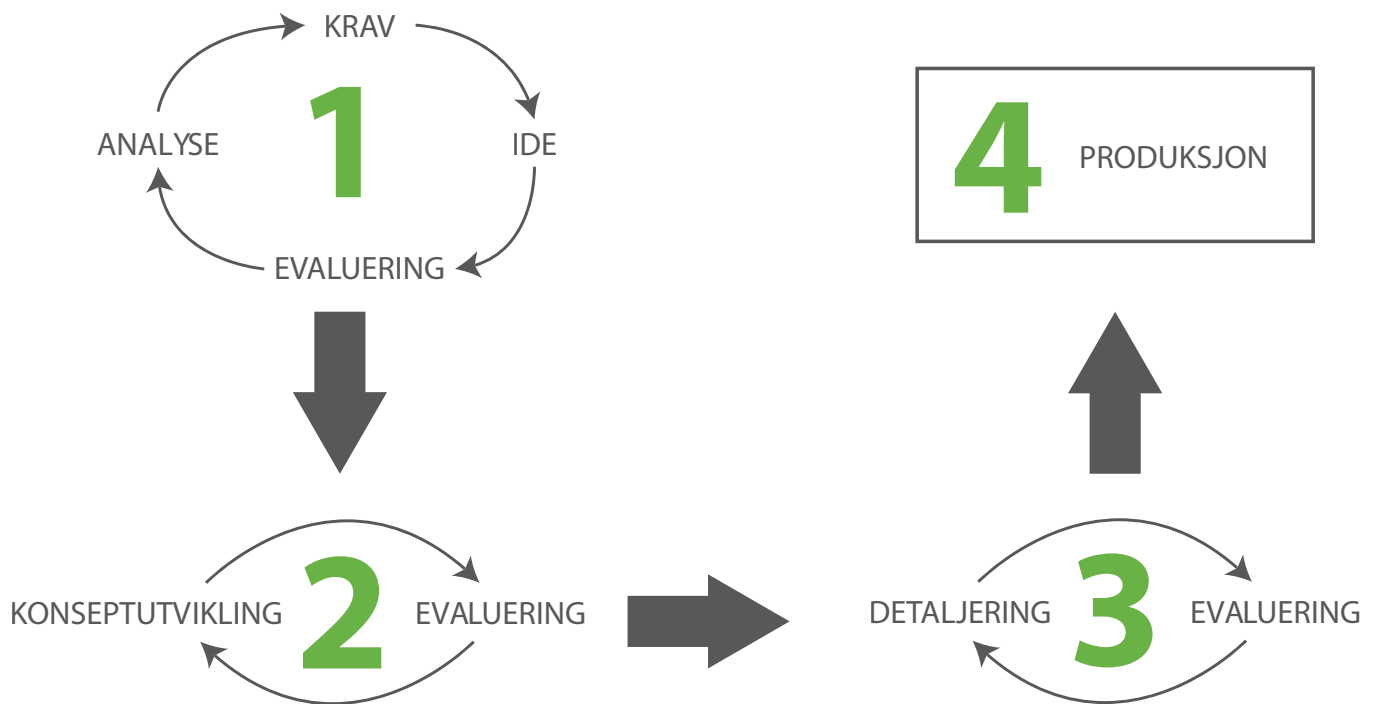 KRAV
1
ANALYSE
IDE
EVALUERING
2
KONSEPTUTVIKLING
EVALUERING
3
DETALJERING
EVALUERING
4
PRODUKSJON